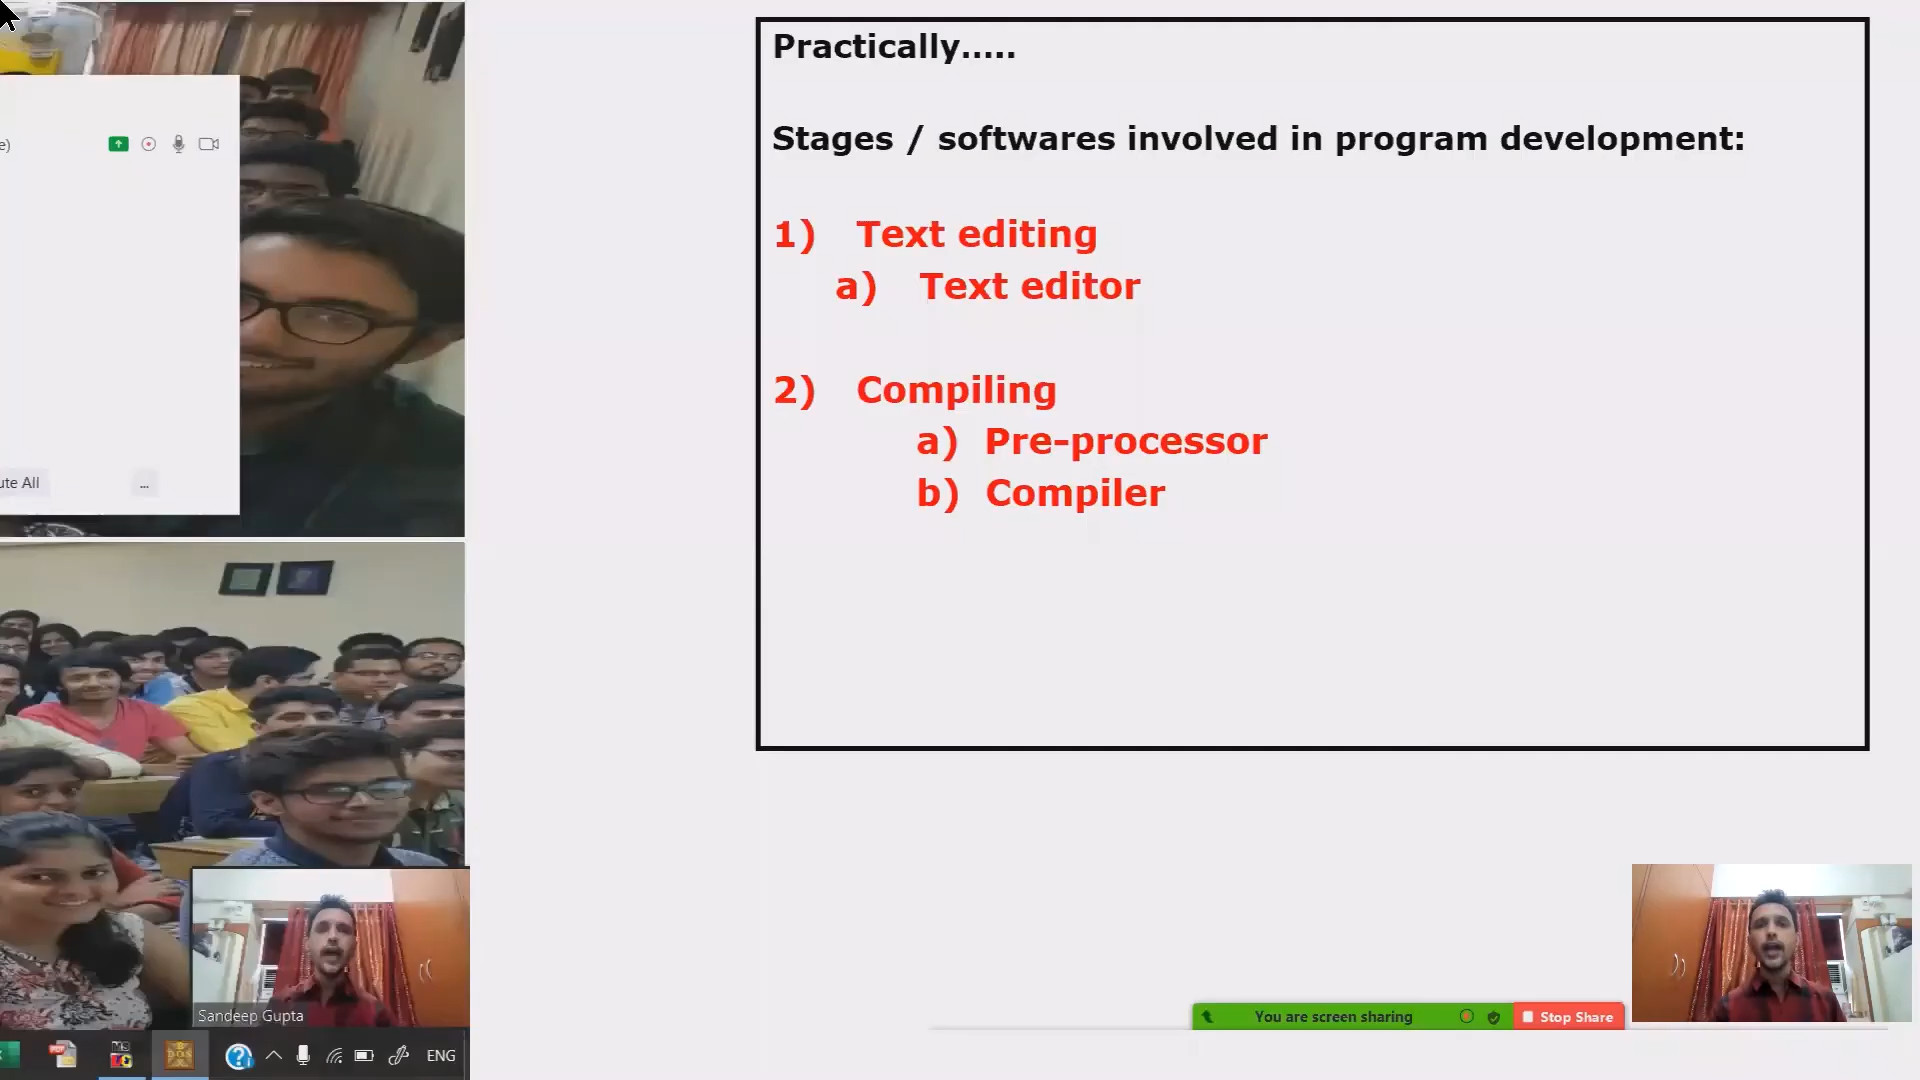 Practically.....
Stages / softwares involved in program development:
1) Text editing
a) Text editor
2) Compiling
a) Pre-processor
b) Compiler
e)
ute All
...
Sandeep Gupta
You are screen sharing
Stop Share
ENG